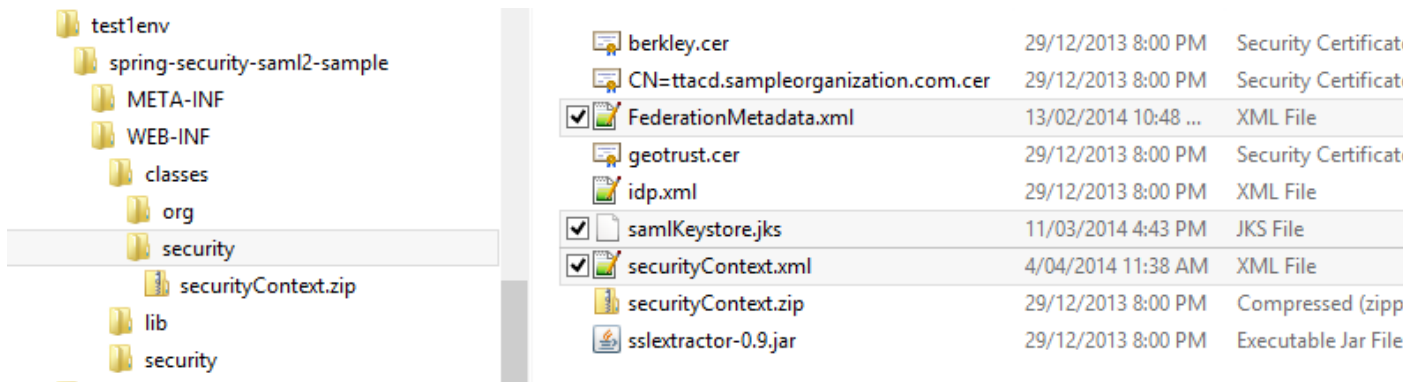 test1env
spring-security-saml2-sample
META-INF
WEB-INF
classes
org
security
securityContext.zip
lib
security
berkley.cer 29/12/2013 8:00 PM Security Certificate
CN=ttacd.sampleorganization.com.cer 29/12/2013 8:00 PM Security Certificate
FederationMetadata.xml 13/02/2014 10:48 ... XML File
geotrust.cer 29/12/2013 8:00 PM Security Certificate
idp.xml 29/12/2013 8:00 PM XML File
samlKeystore.jks 11/03/2014 4:43 PM JKS File
securityContext.xml 4/04/2014 11:38 AM XML File
securityContext.zip 29/12/2013 8:00 PM Compressed (zipp
sslextractor-0.9.jar 29/12/2013 8:00 PM Executable Jar File